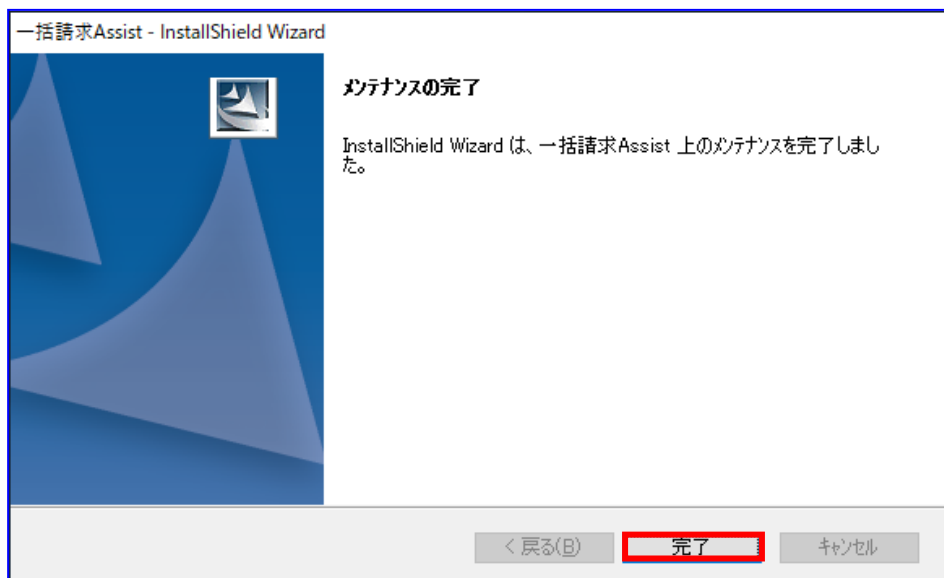 一括請求Assist - InstallShield Wizard
メンテナンスの完了
InstallShield Wizard は、一括請求Assist 上のメンテナンスを完了しまし
た。
< 戻る(B)
完了
キャンセル